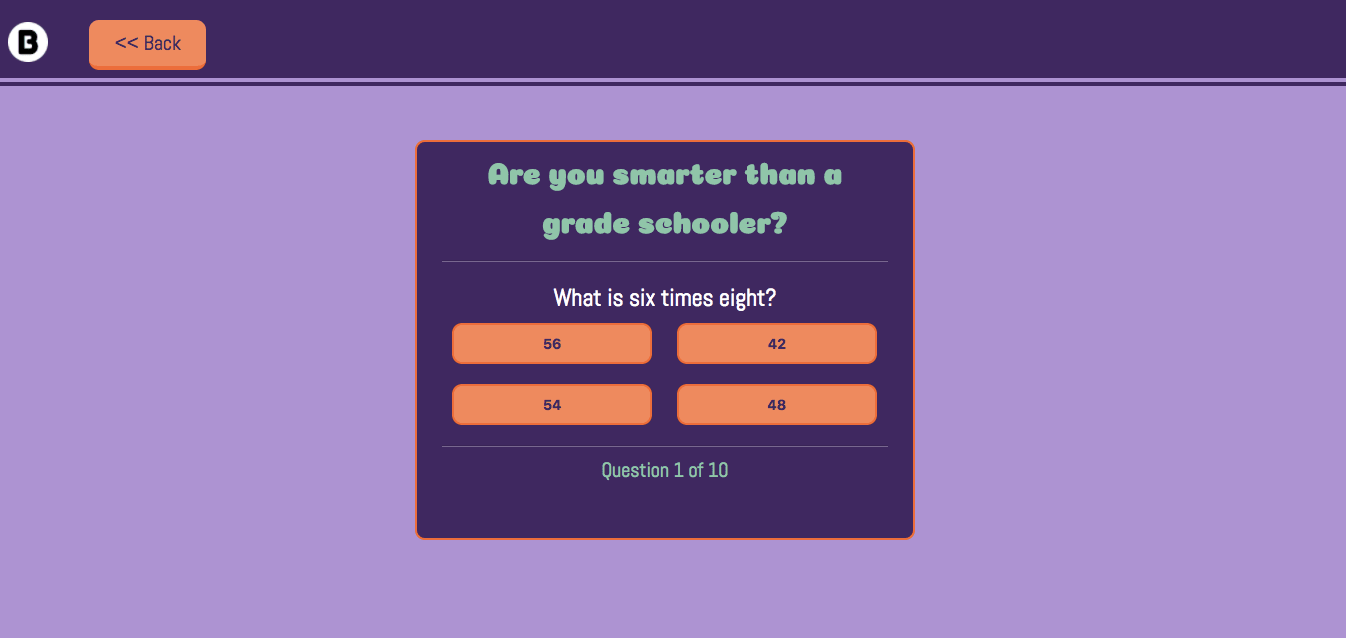 B
<< Back
Are you smarter than a
grade schooler?
What is six times eight?
56 42
54 48
Question 1 of 10